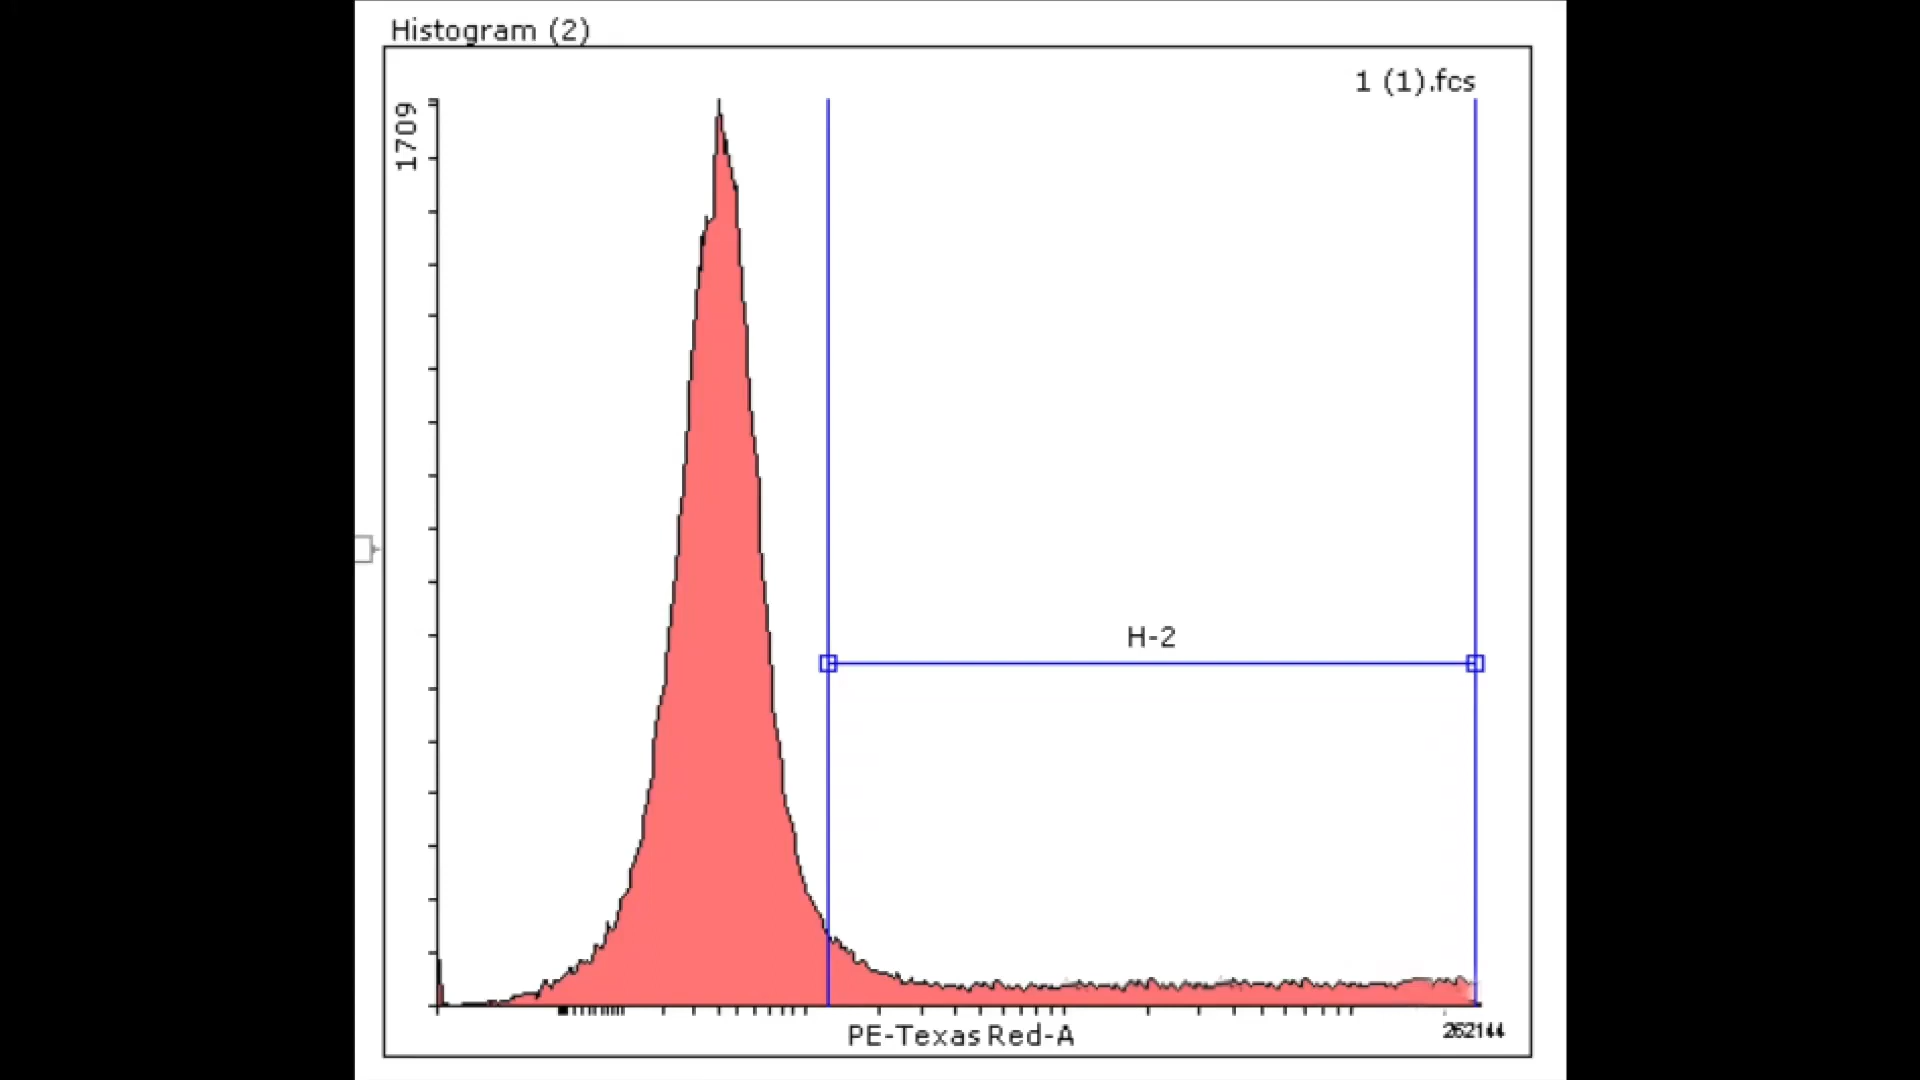 Histogram (2)
1 (1).fcs
1709
H-2
PE-Texas Red-A
262144